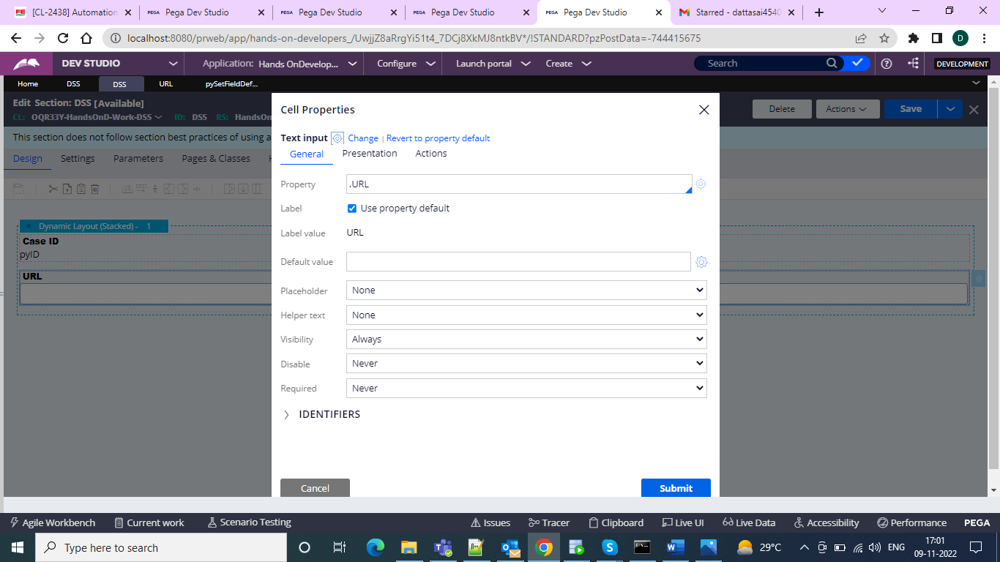 [CL-2438] Automation
PEGA Pega Dev Studio
PEGA Pega Dev Studio
PEGA Pega Dev Studio
PEGA Pega Dev Studio
Starred - dattasai4540
localhost:8080/prweb/app/hands-on-developers_/UwjjZ8aRrgYi51t4_7DCj8XkMJ8ntkBV*/!STANDARD?pzPostData=-744415675
D
DEV STUDIO
Application: Hands OnDevelop...
Configure
Launch portal
Create
Search
DEVELOPMENT
Home
DSS
DSS
URL
pySetFieldDef...
Edit Section: DSS [Available]
CL: OQR33Y-HandsOnD-Work-DSS ID: DSS RS: HandsOn
Delete
Actions
Save
This section does not follow section best practices of using a
Design
Settings
Parameters
Pages & Classes
Cell Properties
Text input Change | Revert to property default
General
Presentation
Actions
Property .URL
Label Use property default
Label value URL
Default value
Placeholder None
Helper text None
Visibility Always
Disable Never
Required Never
IDENTIFIERS
Cancel
Submit
Dynamic Layout (Stacked) - 1
Case ID
pyID
URL
Agile Workbench
Current work
Scenario Testing
Issues
Tracer
Clipboard
Live UI
Live Data
Accessibility
Performance
PEGA
Type here to search
29°C
ENG
17:01
09-11-2022